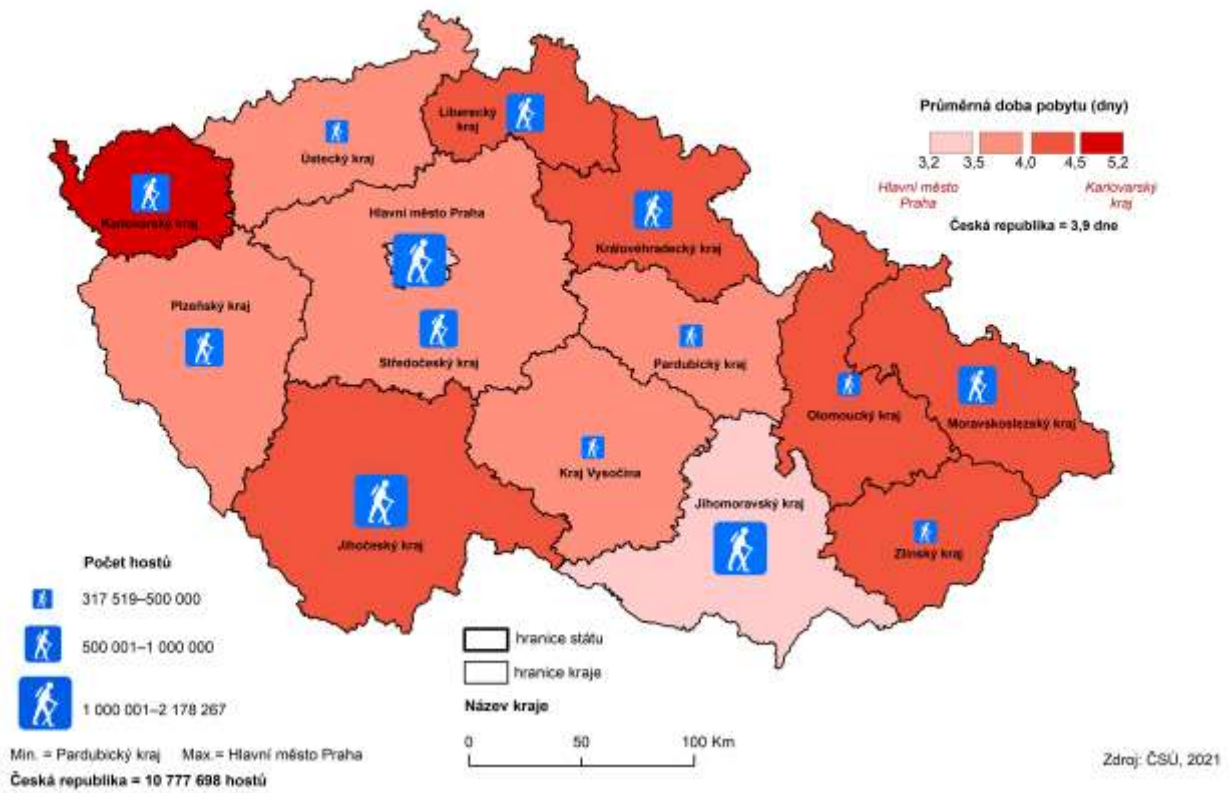 Liberecký
kraj
Ústecký kraj
Karlovarský kraj
Hlavní město Praha
Královéhradecký kraj
Plzeňský kraj
Středočeský kraj
Pardubický kraj
Olomoucký kraj
Moravskoslezský kraj
Kraj Vysočina
Jihomoravský kraj
Jihočeský kraj
Zlínský kraj
Průměrná doba pobytu (dny)
3,2 3,5 4,0 4,5 5,2
Hlavní město
Praha
Karlovarský
kraj
Česká republika = 3,9 dne
Počet hostů
317 519–500 000
500 001–1 000 000
1 000 001–2 178 267
Min. = Pardubický kraj Max.= Hlavní město Praha
Česká republika = 10 777 698 hostů
hranice státu
hranice kraje
Název kraje
0 50 100 Km
Zdroj: ČSÚ, 2021